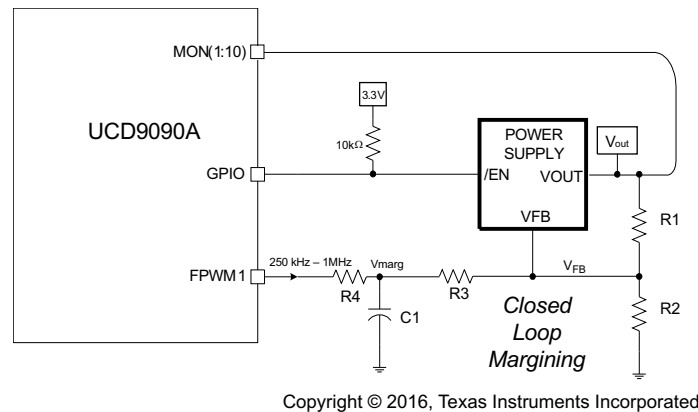 MON(1:10)
3.3V
UCD9090A
10kΩ
POWER
SUPPLY
Vout
GPIO
/EN
VOUT
R1
VFB
250 kHz – 1MHz
Vmarg
VFB
FPWM1
R4
R3
C1
R2
Closed
Loop
Margining
Copyright © 2016, Texas Instruments Incorporated